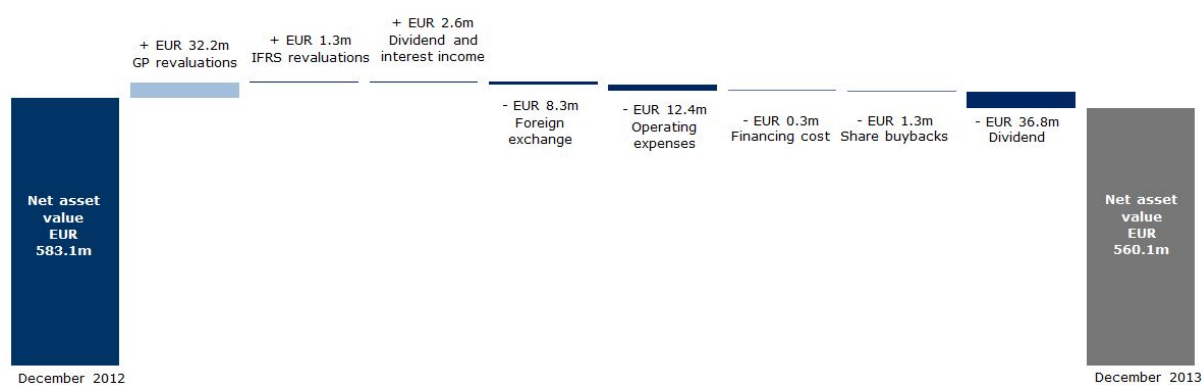 + EUR 32.2m
GP revaluations
+ EUR 1.3m
IFRS revaluations
+ EUR 2.6m
Dividend and
interest income
- EUR 8.3m
Foreign
exchange
- EUR 12.4m
Operating
expenses
- EUR 0.3m
Financing cost
- EUR 1.3m
Share buybacks
- EUR 36.8m
Dividend
Net asset
value
EUR
583.1m
Net asset
value
EUR
560.1m
December 2012
December 2013